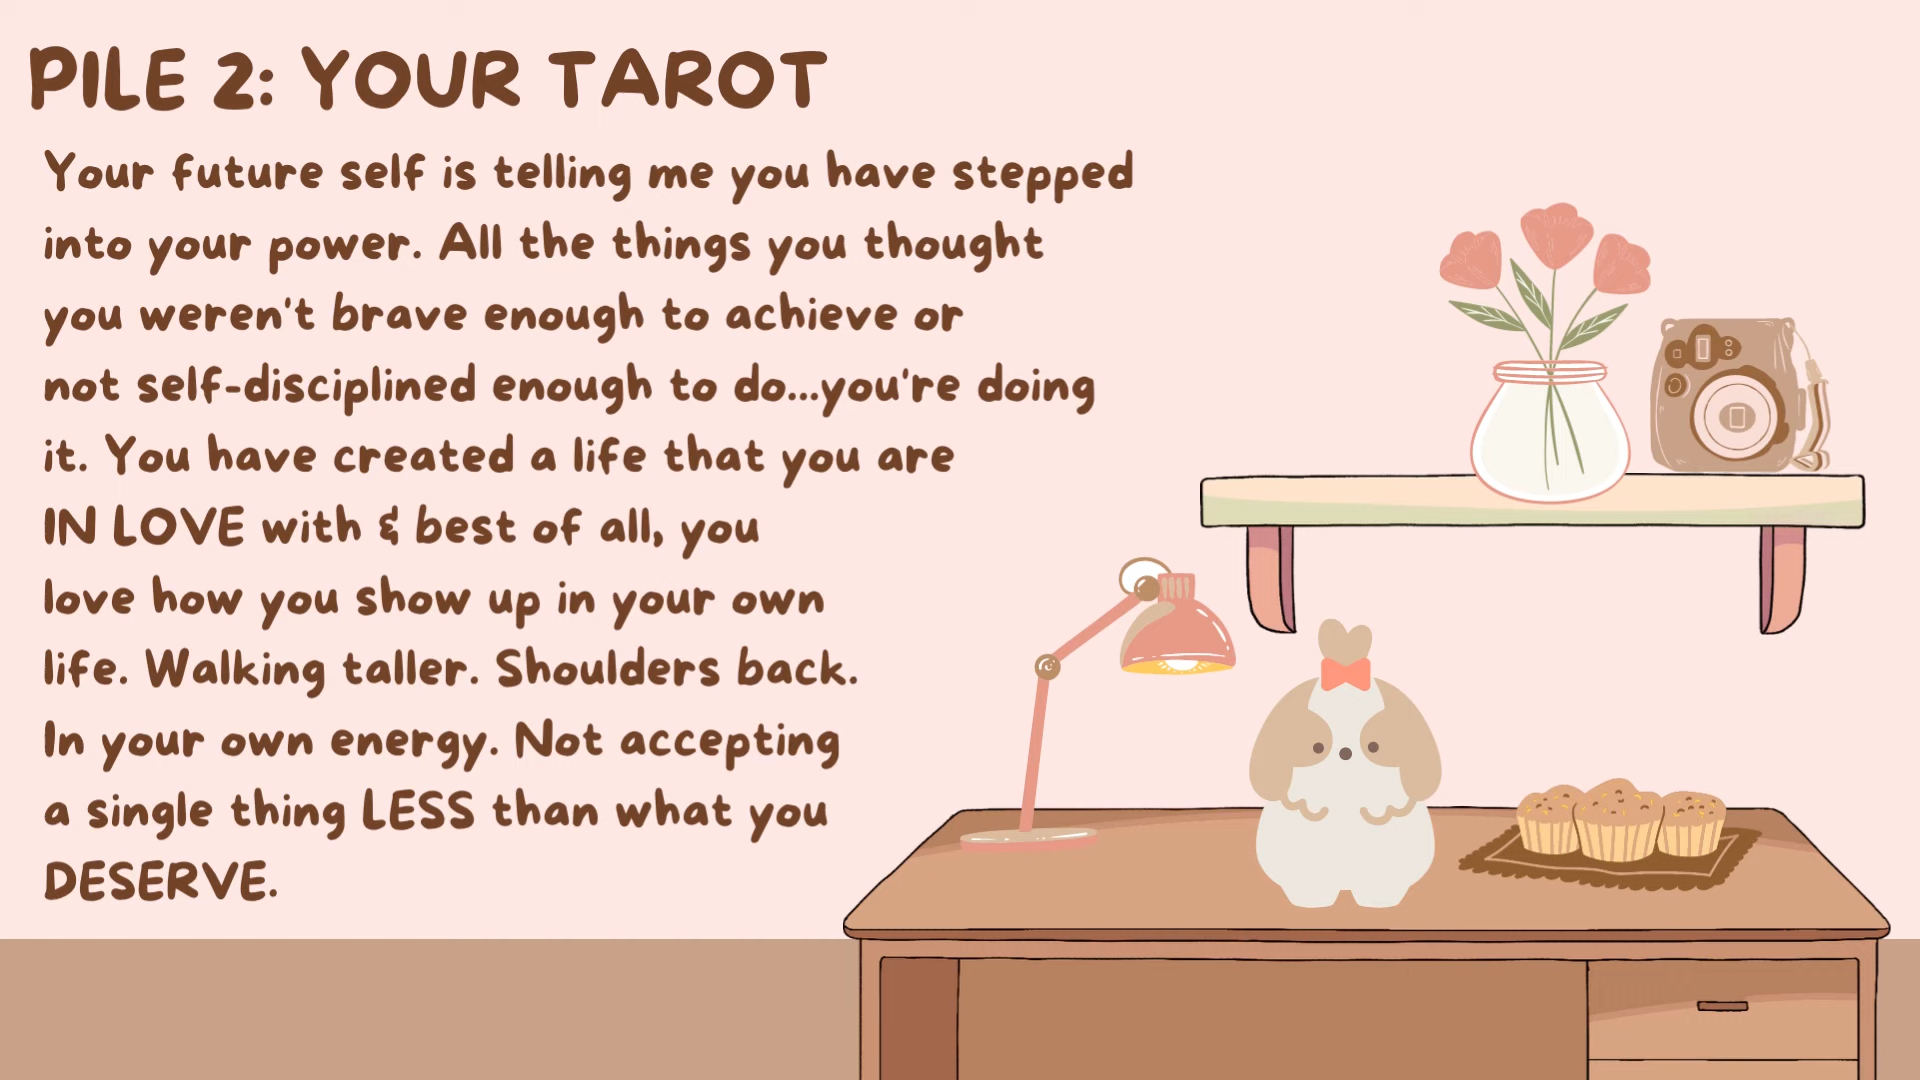 PILE 2: YOUR TAROT
Your future self is telling me you have stepped
into your power. All the things you thought
you weren't brave enough to achieve or
not self-disciplined enough to do...you're doing
it. You have created a life that you are
IN LOVE with & best of all, you
love how you show up in your own
life. Walking taller. Shoulders back.
In your own energy. Not accepting
a single thing LESS than what you
DESERVE.